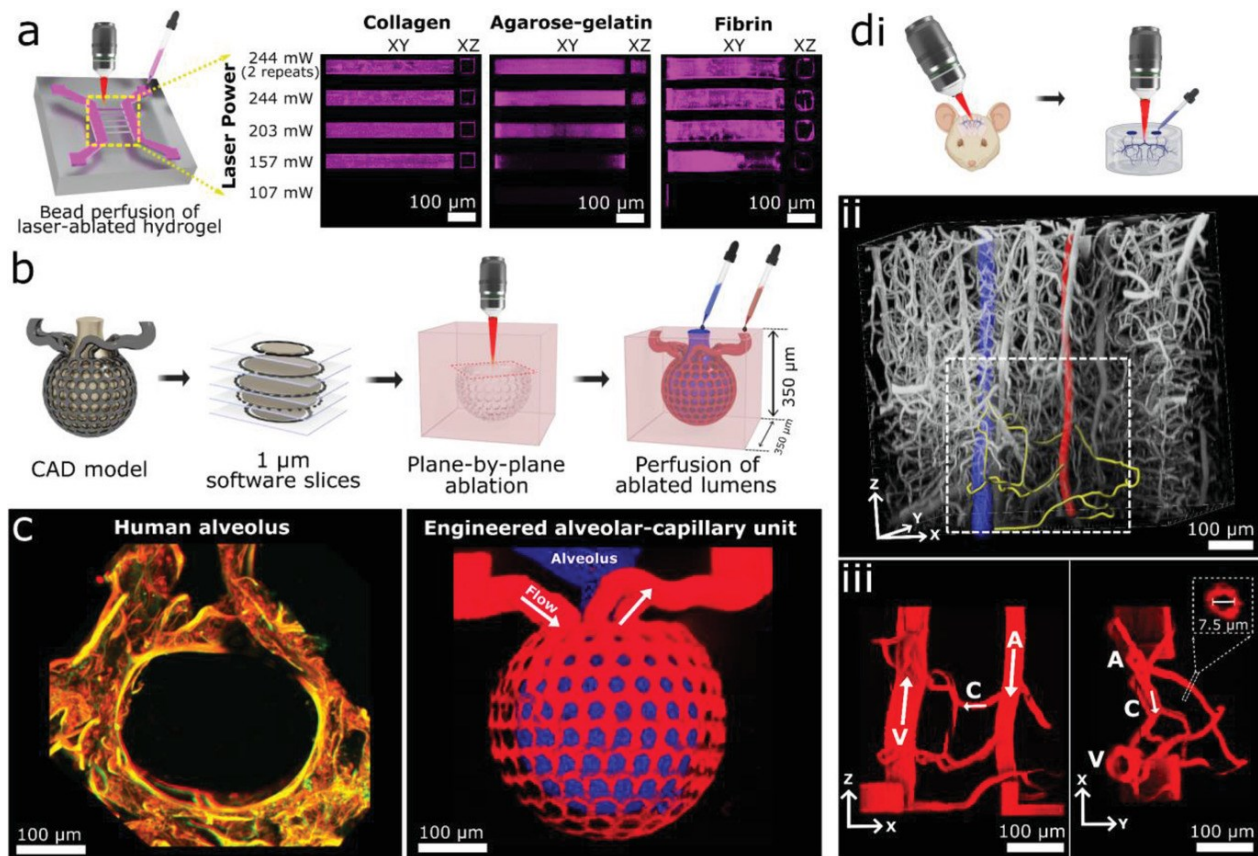 a
Collagen
Agarose-gelatin
Fibrin
XY
XZ
XY
XZ
XY
XZ
Laser Power
244 mW
(2 repeats)
244 mW
203 mW
157 mW
107 mW
100 µm
100 µm
100 µm
Bead perfusion of
laser-ablated hydrogel
b
CAD model
1 µm
software slices
Plane-by-plane
ablation
Perfusion of
ablated lumens
350 µm
350 µm
C
Human alveolus
100 µm
Engineered alveolar-capillary unit
Alveolus
Flow
100 µm
di
ii
Z
Y
X
100 µm
iii
A
C
V
Z
X
100 µm
7.5 µm
A
C
V
X
Y
100 µm